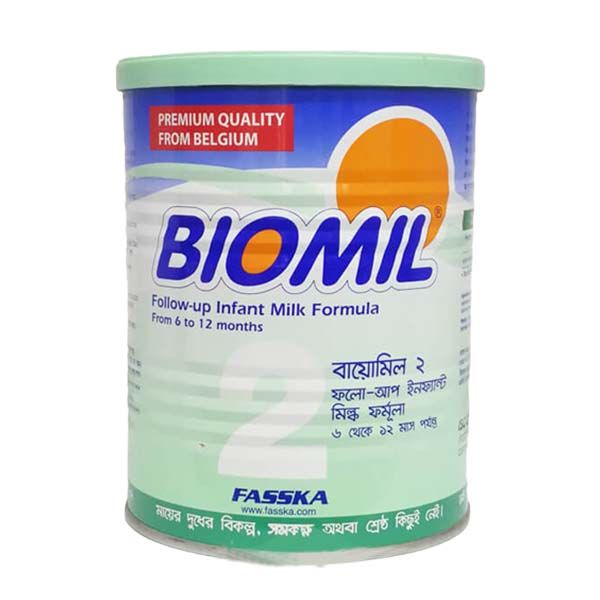 PREMIUM QUALITY
FROM BELGIUM
BIOMIL®
Follow-up Infant Milk Formula
From 6 to 12 months
2
বায়োমিল ২
ফলো-আপ ইনফ্যান্ট
মিল্ক ফর্মূলা
৬ থেকে ১২ মাস পর্যন্ত
FASSKA
www.fasska.com
মায়ের দুধের বিকল্প, সমকক্ষ অথবা শ্রেষ্ঠ কিছুই নেই।